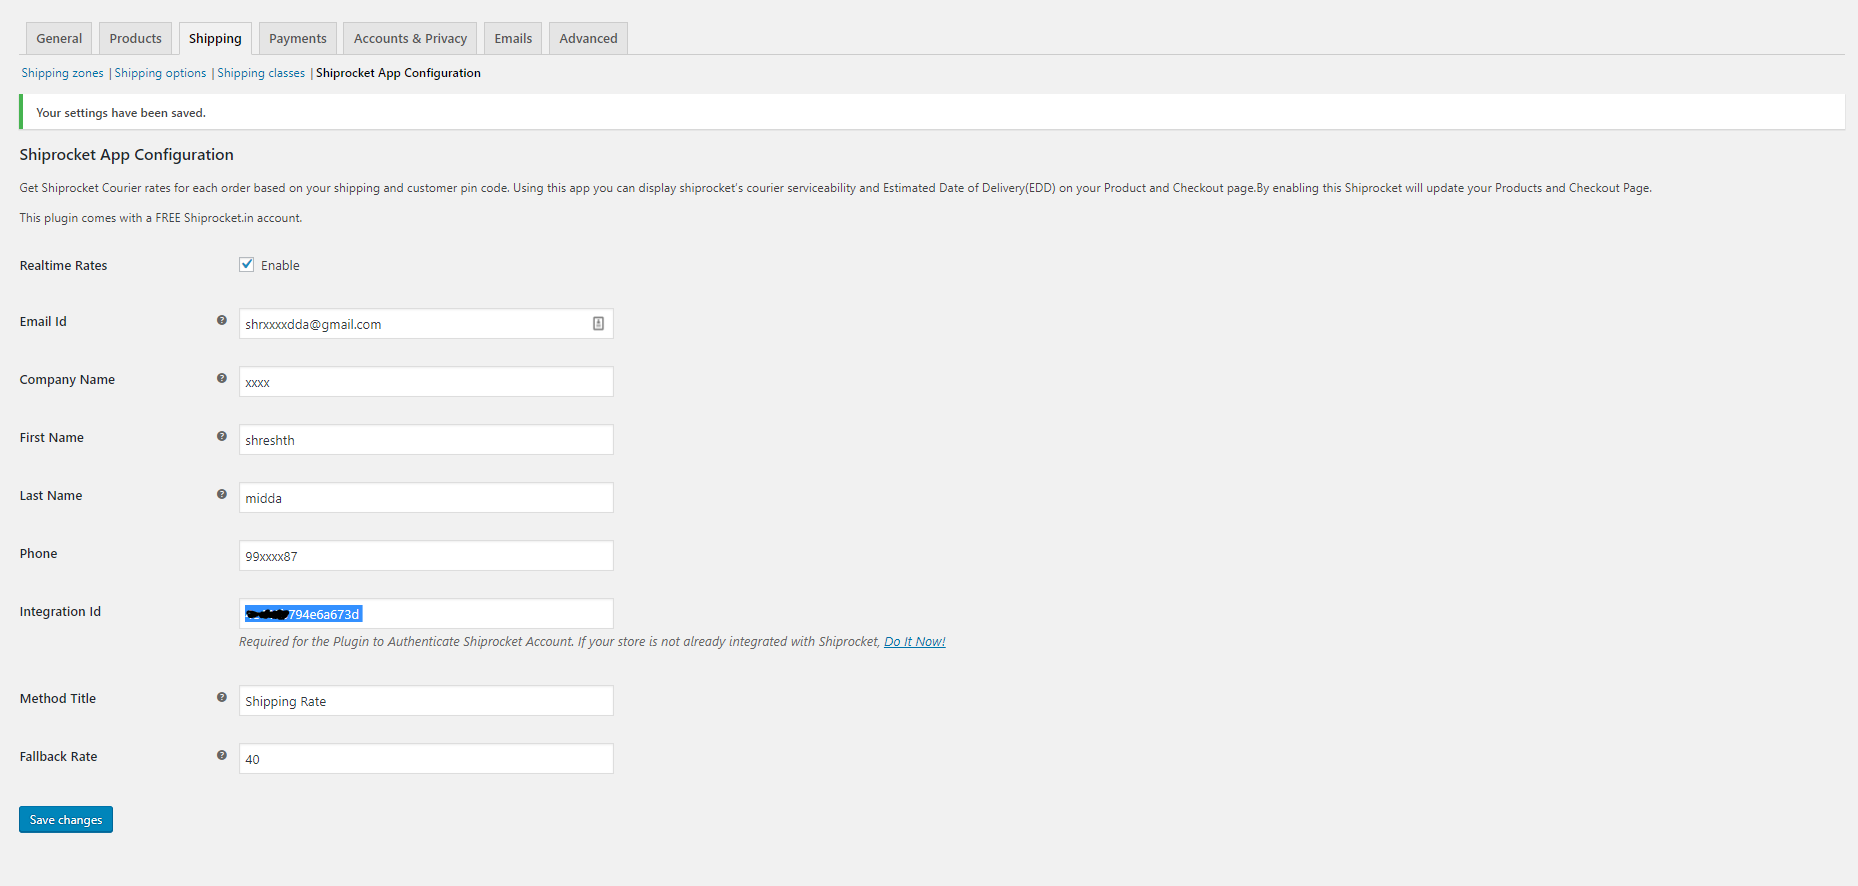 General Products Shipping Payments Accounts & Privacy Emails Advanced
Shipping zones | Shipping options | Shipping classes | Shiprocket App Configuration
Your settings have been saved.
Shiprocket App Configuration
Get Shiprocket Courier rates for each order based on your shipping and customer pin code. Using this app you can display shiprocket's courier serviceability and Estimated Date of Delivery(EDD) on your Product and Checkout page.By enabling this Shiprocket will update your Products and Checkout Page.
This plugin comes with a FREE Shiprocket.in account.
Realtime Rates Enable
Email Id ? shrxxxxdda@gmail.com
Company Name ? xxxx
First Name ? shreshth
Last Name ? midda
Phone 99xxxx87
Integration Id 794e6a673d
Required for the Plugin to Authenticate Shiprocket Account. If your store is not already integrated with Shiprocket, Do It Now!
Method Title ? Shipping Rate
Fallback Rate ? 40
Save changes